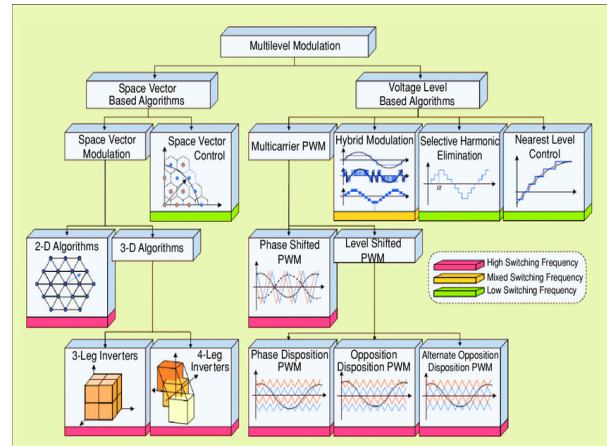 Multilevel Modulation
Space Vector
Based Algorithms
Voltage Level
Based Algorithms
Space Vector
Modulation
Space Vector
Control
Multicarrier PWM
Hybrid Modulation
Selective Harmonic
Elimination
Nearest Level
Control
α
2-D Algorithms
3-D Algorithms
Phase Shifted
PWM
Level Shifted
PWM
High Switching Frequency
Mixed Switching Frequency
Low Switching Frequency
3-Leg Inverters
4-Leg
Inverters
Phase Disposition
PWM
Opposition
Disposition PWM
Alternate Opposition
Disposition PWM